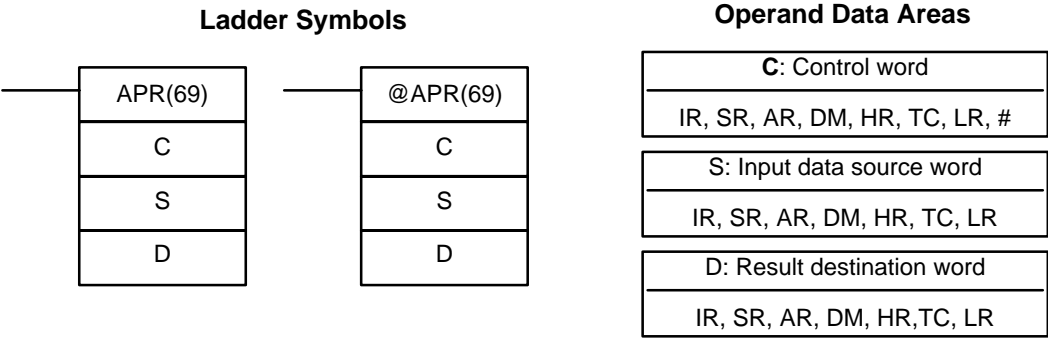 Ladder Symbols
APR(69)
C
S
D
@APR(69)
C
S
D
Operand Data Areas
C: Control word
IR, SR, AR, DM, HR, TC, LR, #
S: Input data source word
IR, SR, AR, DM, HR, TC, LR
D: Result destination word
IR, SR, AR, DM, HR,TC, LR